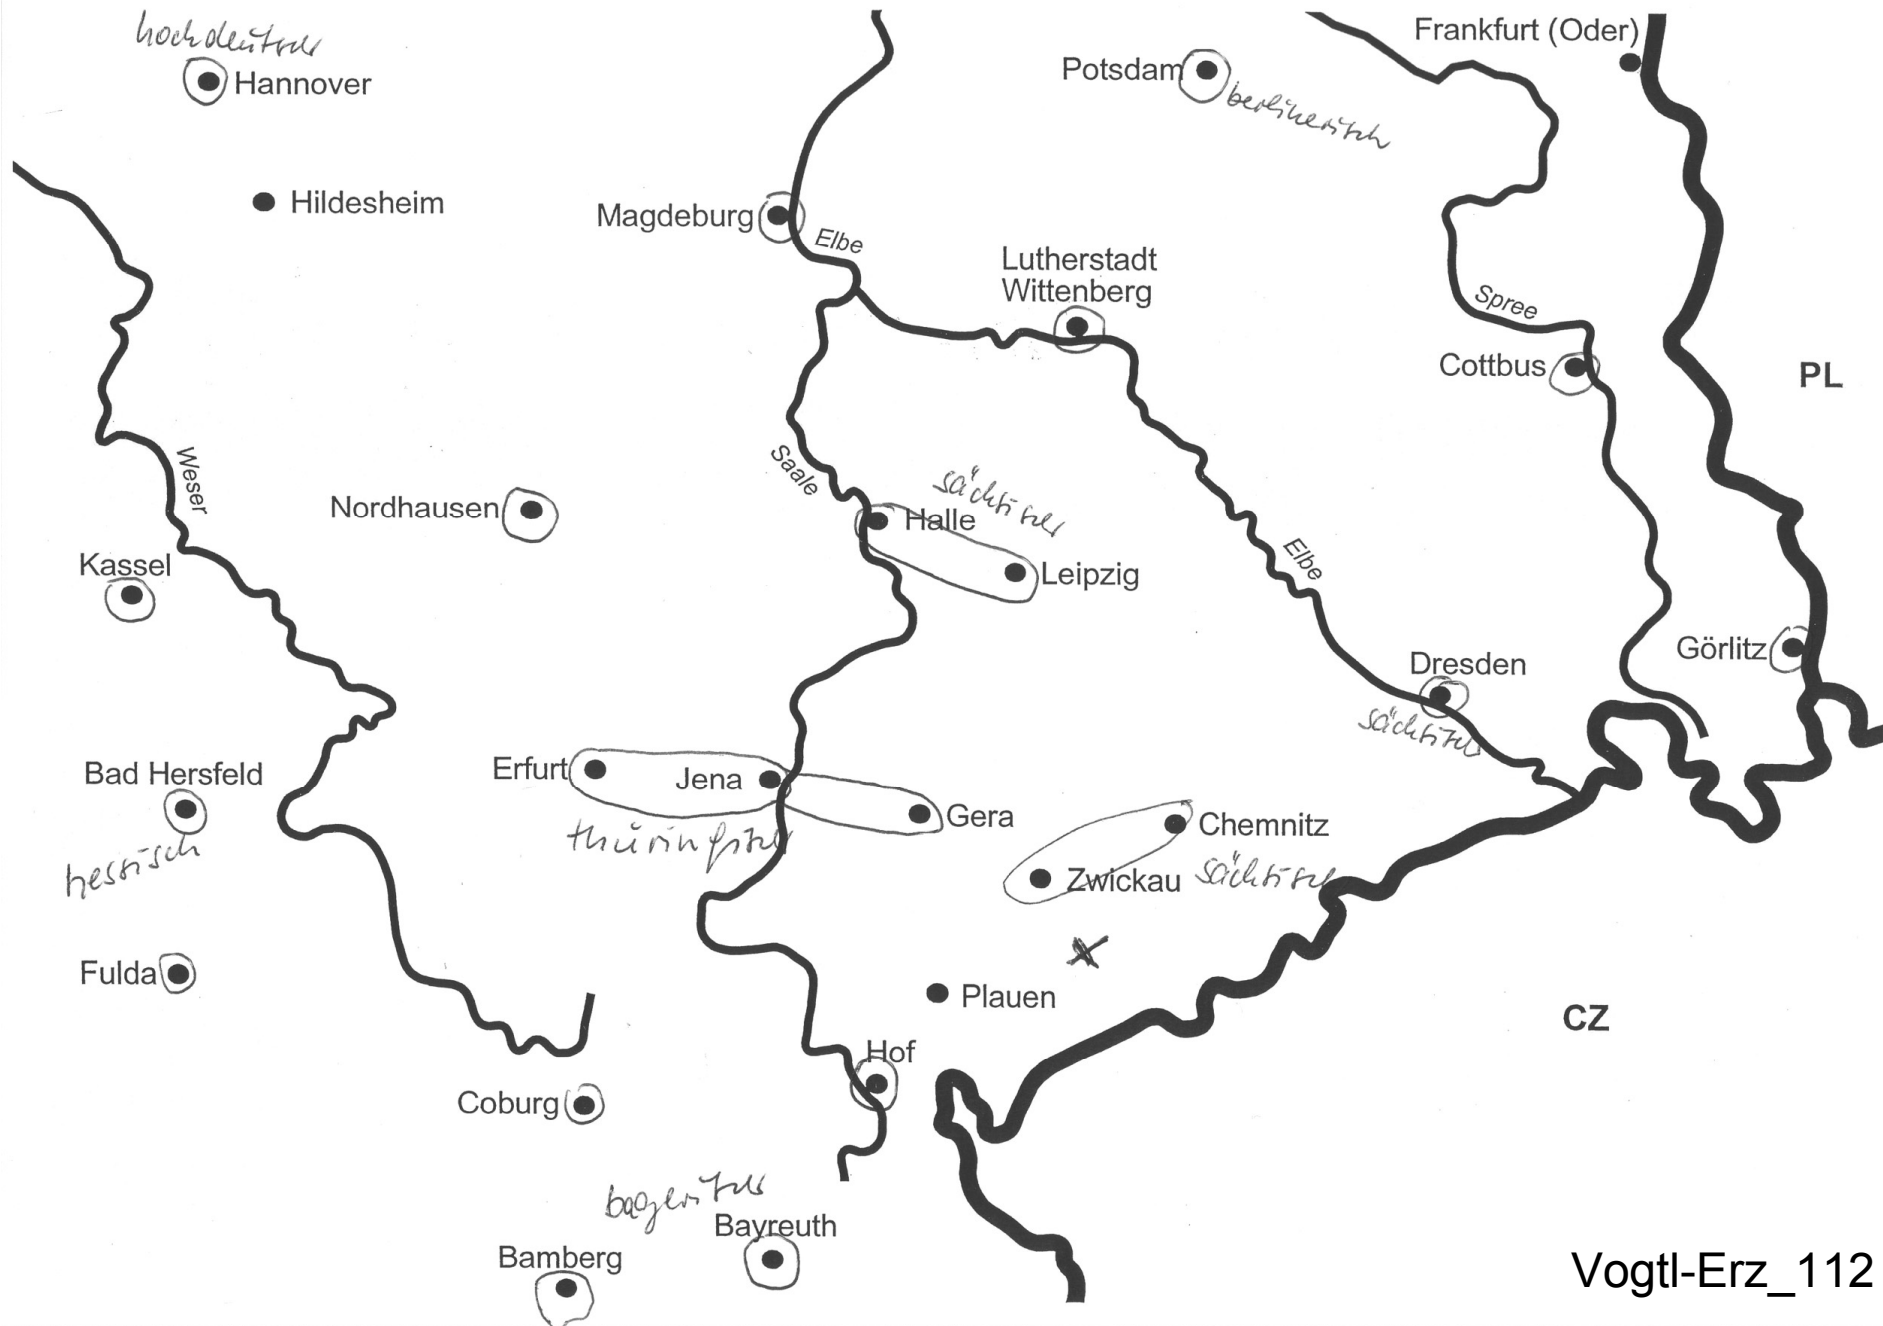 hochdeutsch
Hannover
Potsdam
berlinerisch
Frankfurt (Oder)
Hildesheim
Magdeburg
Elbe
Lutherstadt
Wittenberg
Spree
Cottbus
PL
Weser
Saale
Nordhausen
sächsisch
Halle
Leipzig
Elbe
Kassel
Görlitz
Dresden
sächsisch
Bad Hersfeld
hessisch
Erfurt
Jena
Gera
thüringisch
Chemnitz
Zwickau
sächsisch
Fulda
Plauen
CZ
Hof
Coburg
bayerisch
Bayreuth
Bamberg
Vogtl-Erz_112